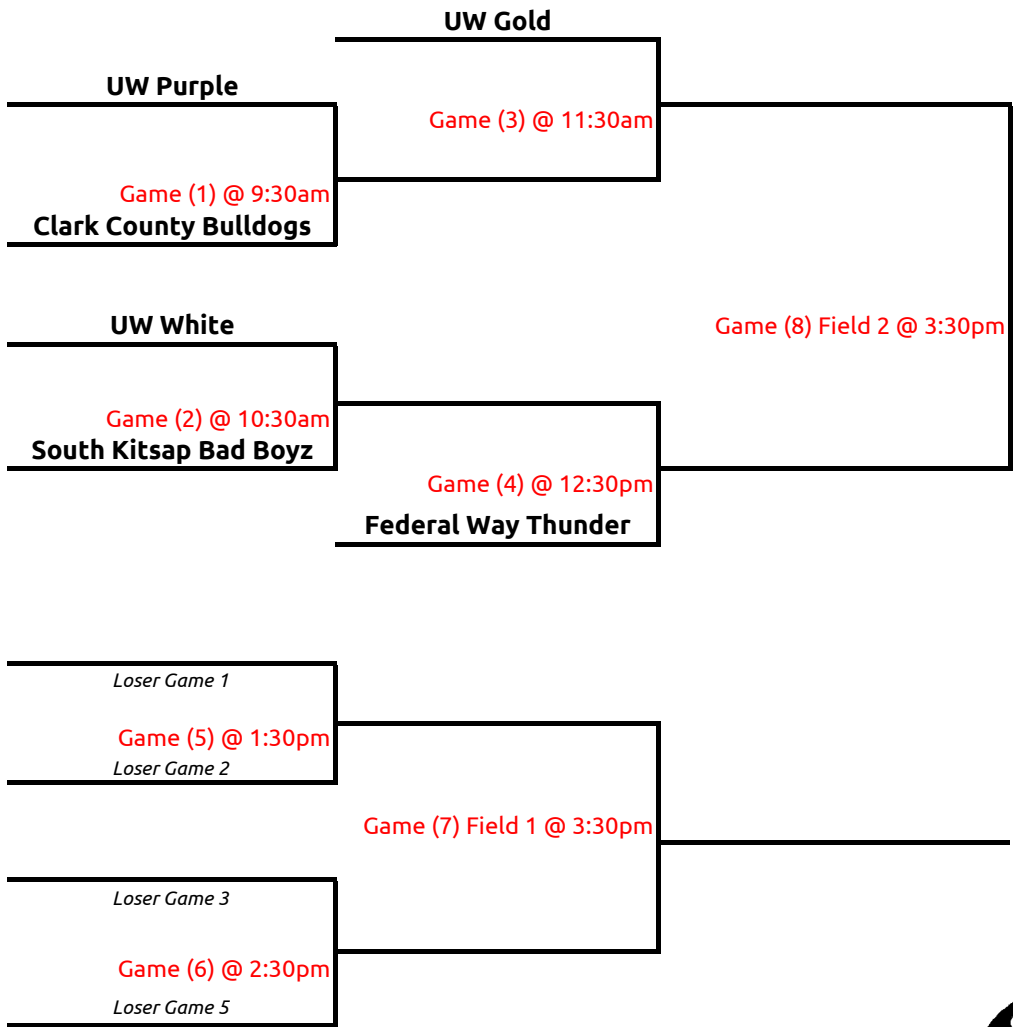 UW Gold
UW Purple
Game (3) @ 11:30am
Game (1) @ 9:30am
Clark County Bulldogs
UW White
Game (8) Field 2 @ 3:30pm
Game (2) @ 10:30am
South Kitsap Bad Boyz
Game (4) @ 12:30pm
Federal Way Thunder
Loser Game 1
Game (5) @ 1:30pm
Loser Game 2
Game (7) Field 1 @ 3:30pm
Loser Game 3
Game (6) @ 2:30pm
Loser Game 5